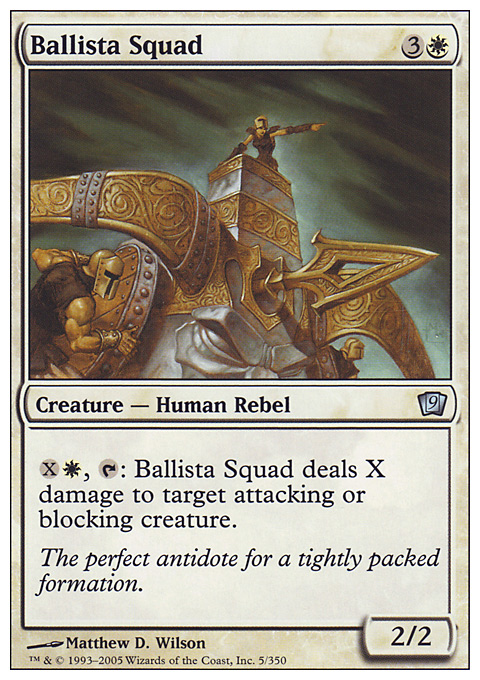 Ballista Squad 3
Creature — Human Rebel 9
X, : Ballista Squad deals X
damage to target attacking or
blocking creature.
The perfect antidote for a tightly packed
formation.
Matthew D. Wilson 2/2
™ & © 1993–2005 Wizards of the Coast, Inc. 5/350